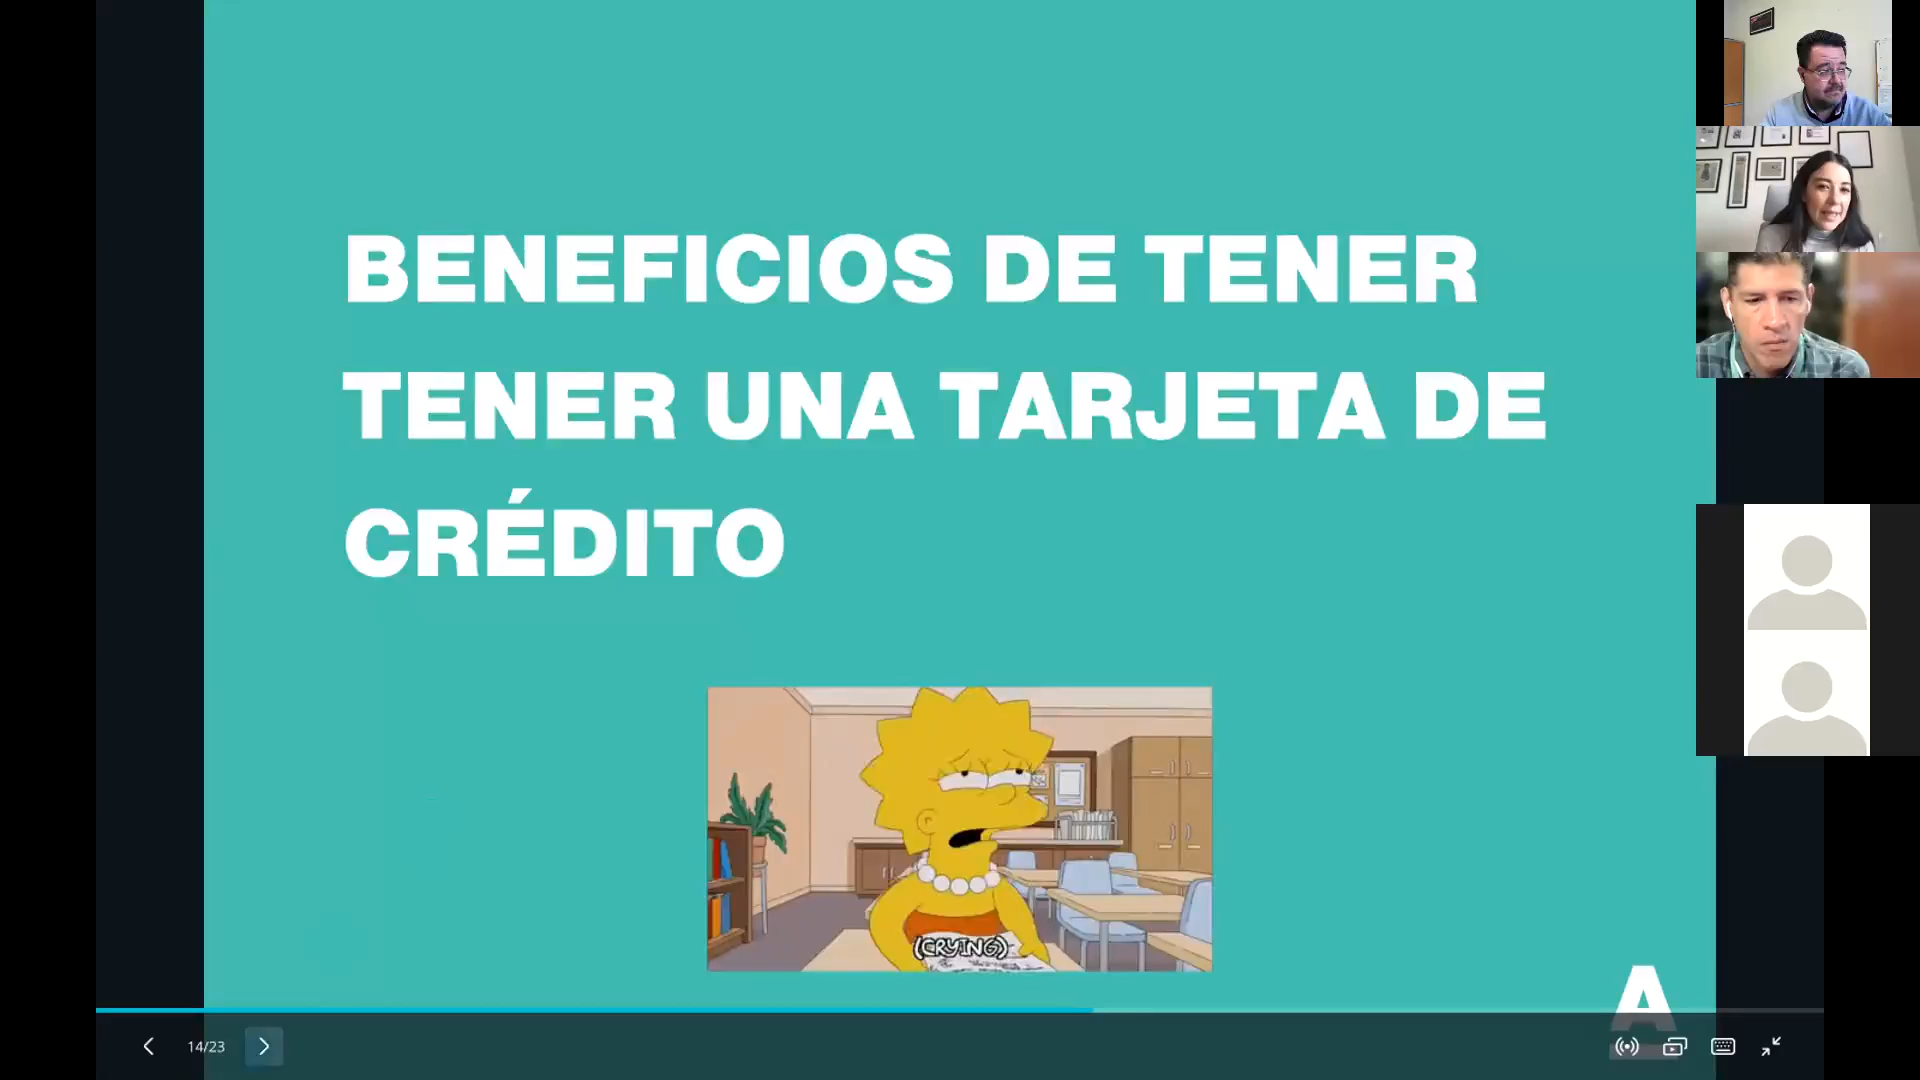 BENEFICIOS DE TENER
TENER UNA TARJETA DE
CRÉDITO
(CRYING)
A
14/23